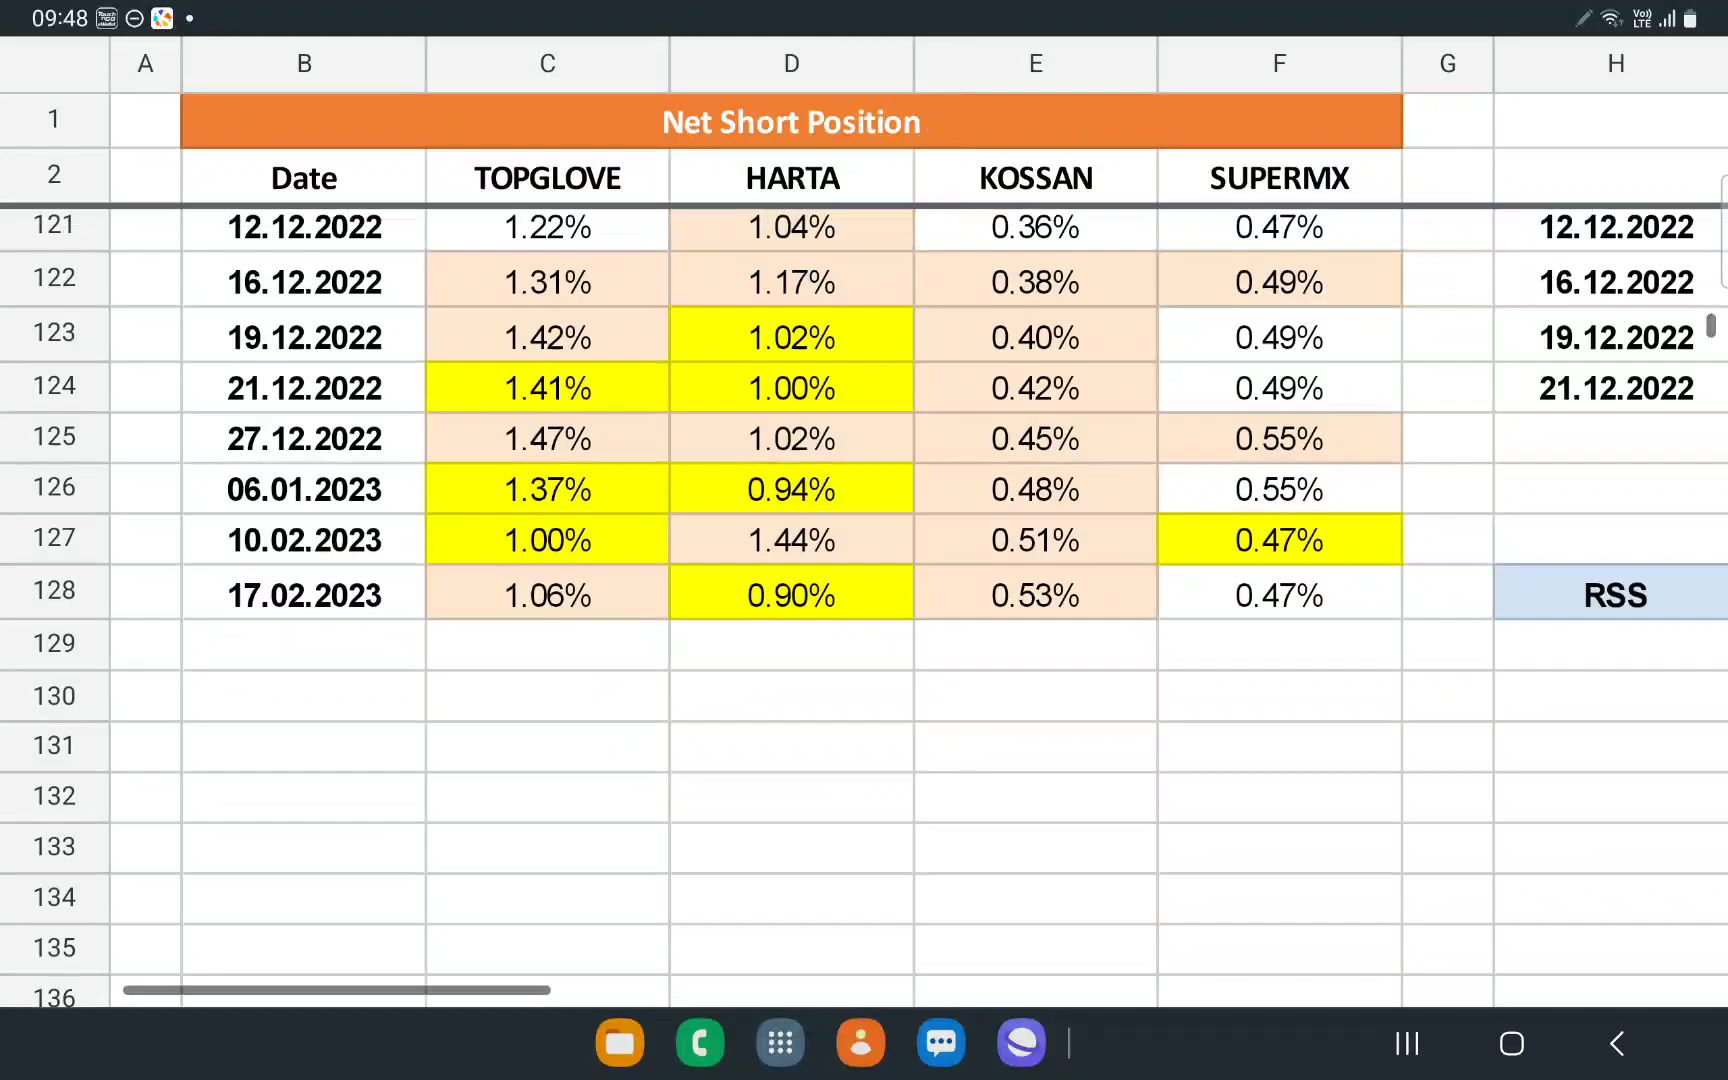 09:48
VoD LTE
A B C D E F G H
1 Net Short Position
2 Date TOPGLOVE HARTA KOSSAN SUPERMX
121 12.12.2022 1.22% 1.04% 0.36% 0.47% 12.12.2022
122 16.12.2022 1.31% 1.17% 0.38% 0.49% 16.12.2022
123 19.12.2022 1.42% 1.02% 0.40% 0.49% 19.12.2022
124 21.12.2022 1.41% 1.00% 0.42% 0.49% 21.12.2022
125 27.12.2022 1.47% 1.02% 0.45% 0.55%
126 06.01.2023 1.37% 0.94% 0.48% 0.55%
127 10.02.2023 1.00% 1.44% 0.51% 0.47%
128 17.02.2023 1.06% 0.90% 0.53% 0.47% RSS
129
130
131
132
133
134
135
136